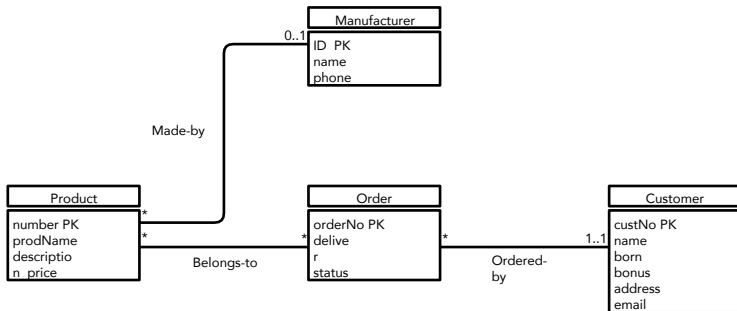 Manufacturer
0..1
ID PK
name
phone
Made-by
Product
Order
Customer
number PK
prodName
descriptio
n price
*
*
Belongs-to
*
orderNo PK
delive
r
status
*
Ordered-
by
1..1
custNo PK
name
born
bonus
address
email